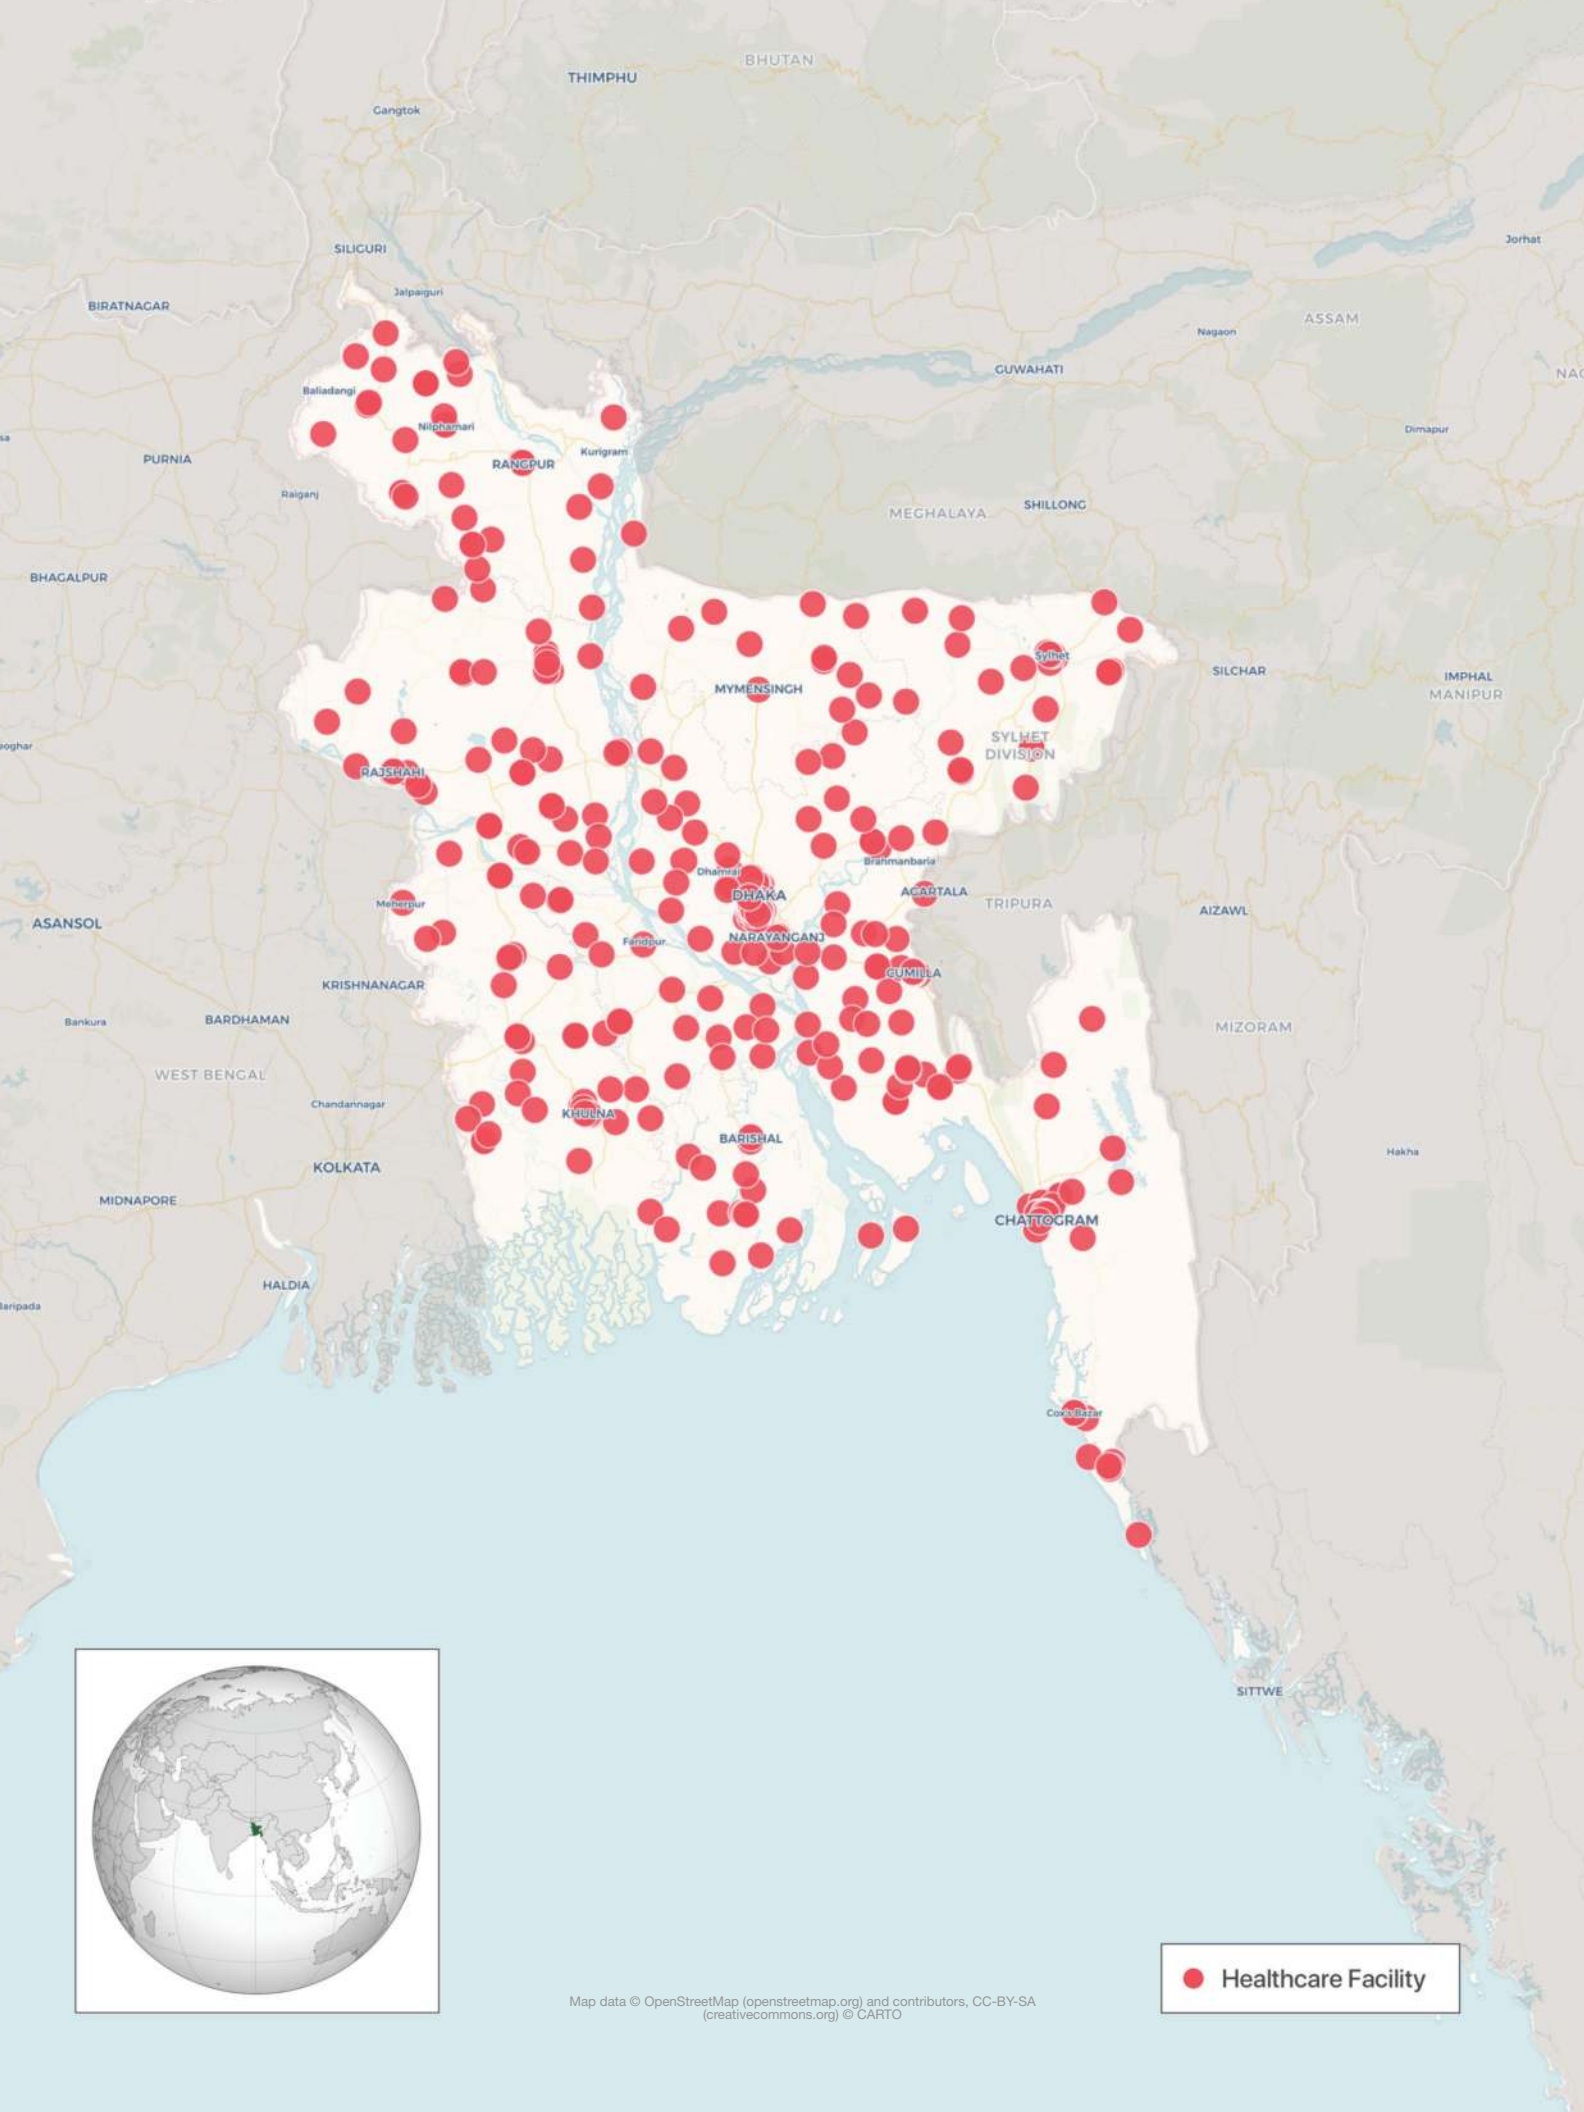 BHUTAN
THIMPHU
Gangtok
SILIGURI
Jorhat
Jalpaiguri
BIRATNAGAR
ASSAM
Nagaon
GUWAHATI
Baliadangi
Nilphamari
Dimapur
Kurigram
PURNIA
RANGPUR
Raiganj
SHILLONG
MEGHALAYA
BHAGALPUR
Sylhet
SILCHAR
IMPHAL
MYMENSINGH
MANIPUR
SYLHET
DIVISION
RAJSHAHI
Brahmanbaria
Dhamrai
DHAKA
AGARTALA
Meherpur
TRIPURA
AIZAWL
ASANSOL
NARAYANGANJ
Faridpur
CUMILLA
KRISHNANAGAR
BARDHAMAN
Bankura
MIZORAM
WEST BENGAL
Chandannagar
KHULNA
BARISHAL
Hakha
KOLKATA
MIDNAPORE
CHATTOGRAM
HALDIA
Cox's Bazar
SITTWE
Healthcare Facility
Map data © OpenStreetMap (openstreetmap.org) and contributors, CC-BY-SA
(creativecommons.org) © CARTO